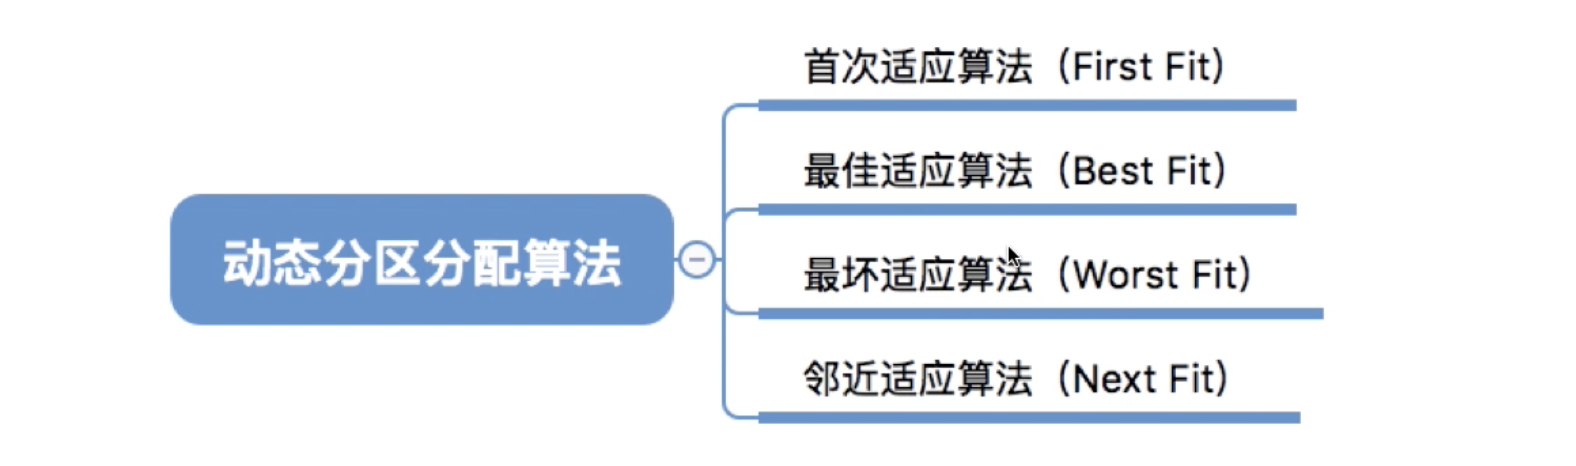 首次适应算法（First Fit）
最佳适应算法（Best Fit）
动态分区分配算法
最坏适应算法（Worst Fit）
邻近适应算法（Next Fit）